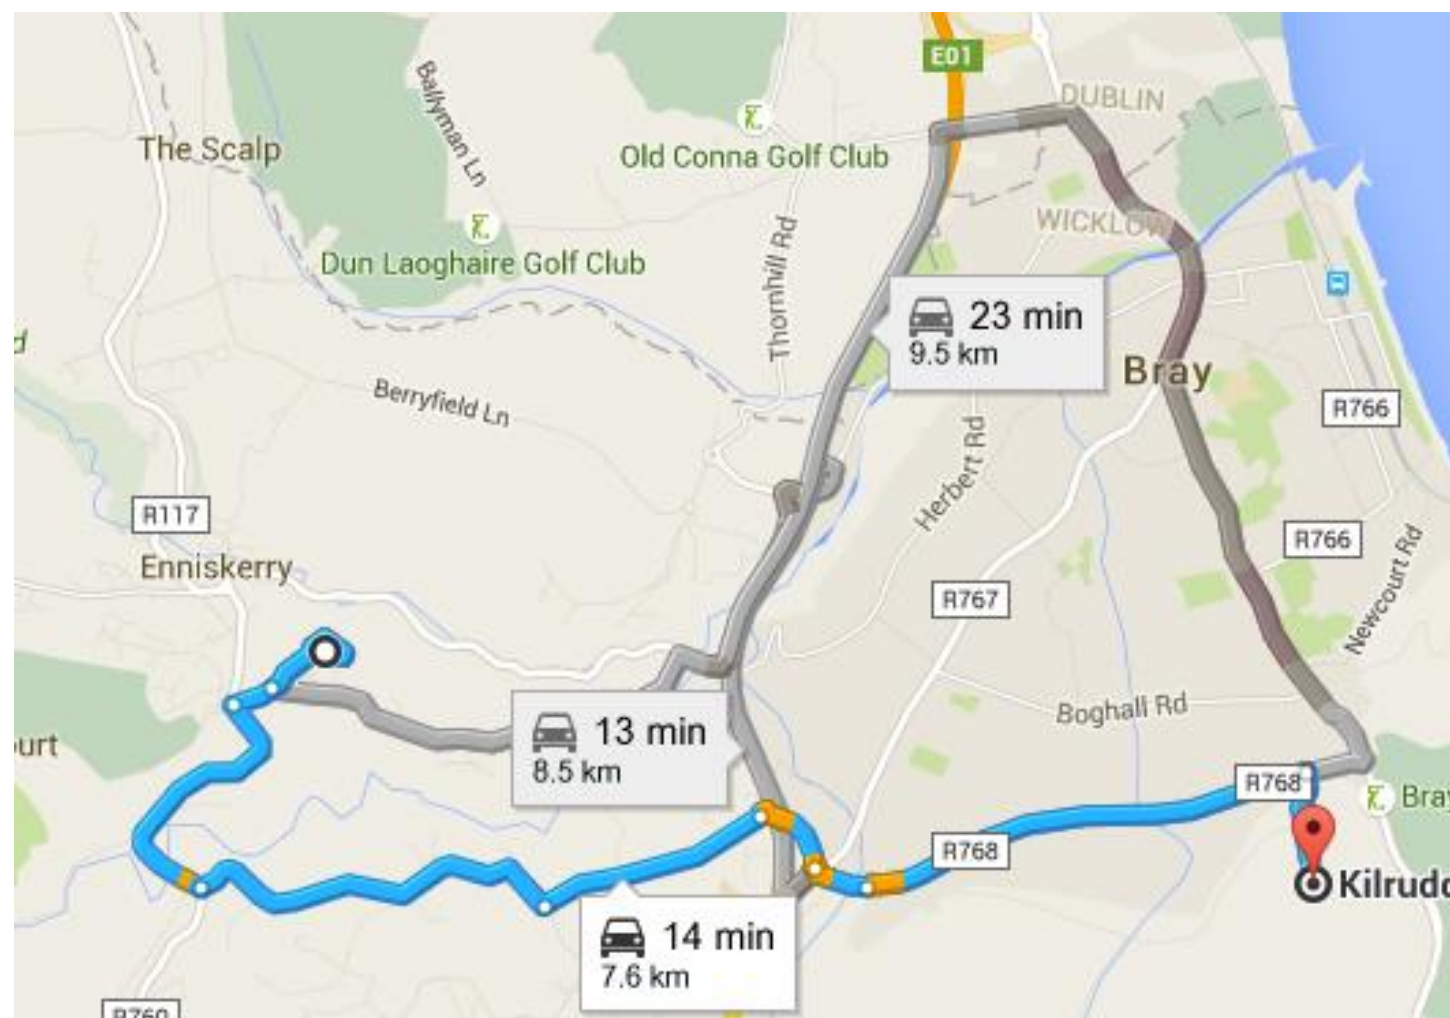 E01
DUBLIN
Ballyman Ln
The Scalp
Old Conna Golf Club
WICKLOW
Thornhill Rd
Dun Laoghaire Golf Club
23 min
9.5 km
Bray
Berryfield Ln
R766
Herbert Rd
R117
R766
Newcourt Rd
Enniskerry
R767
Boghall Rd
13 min
8.5 km
R768
R768
14 min
7.6 km
R760